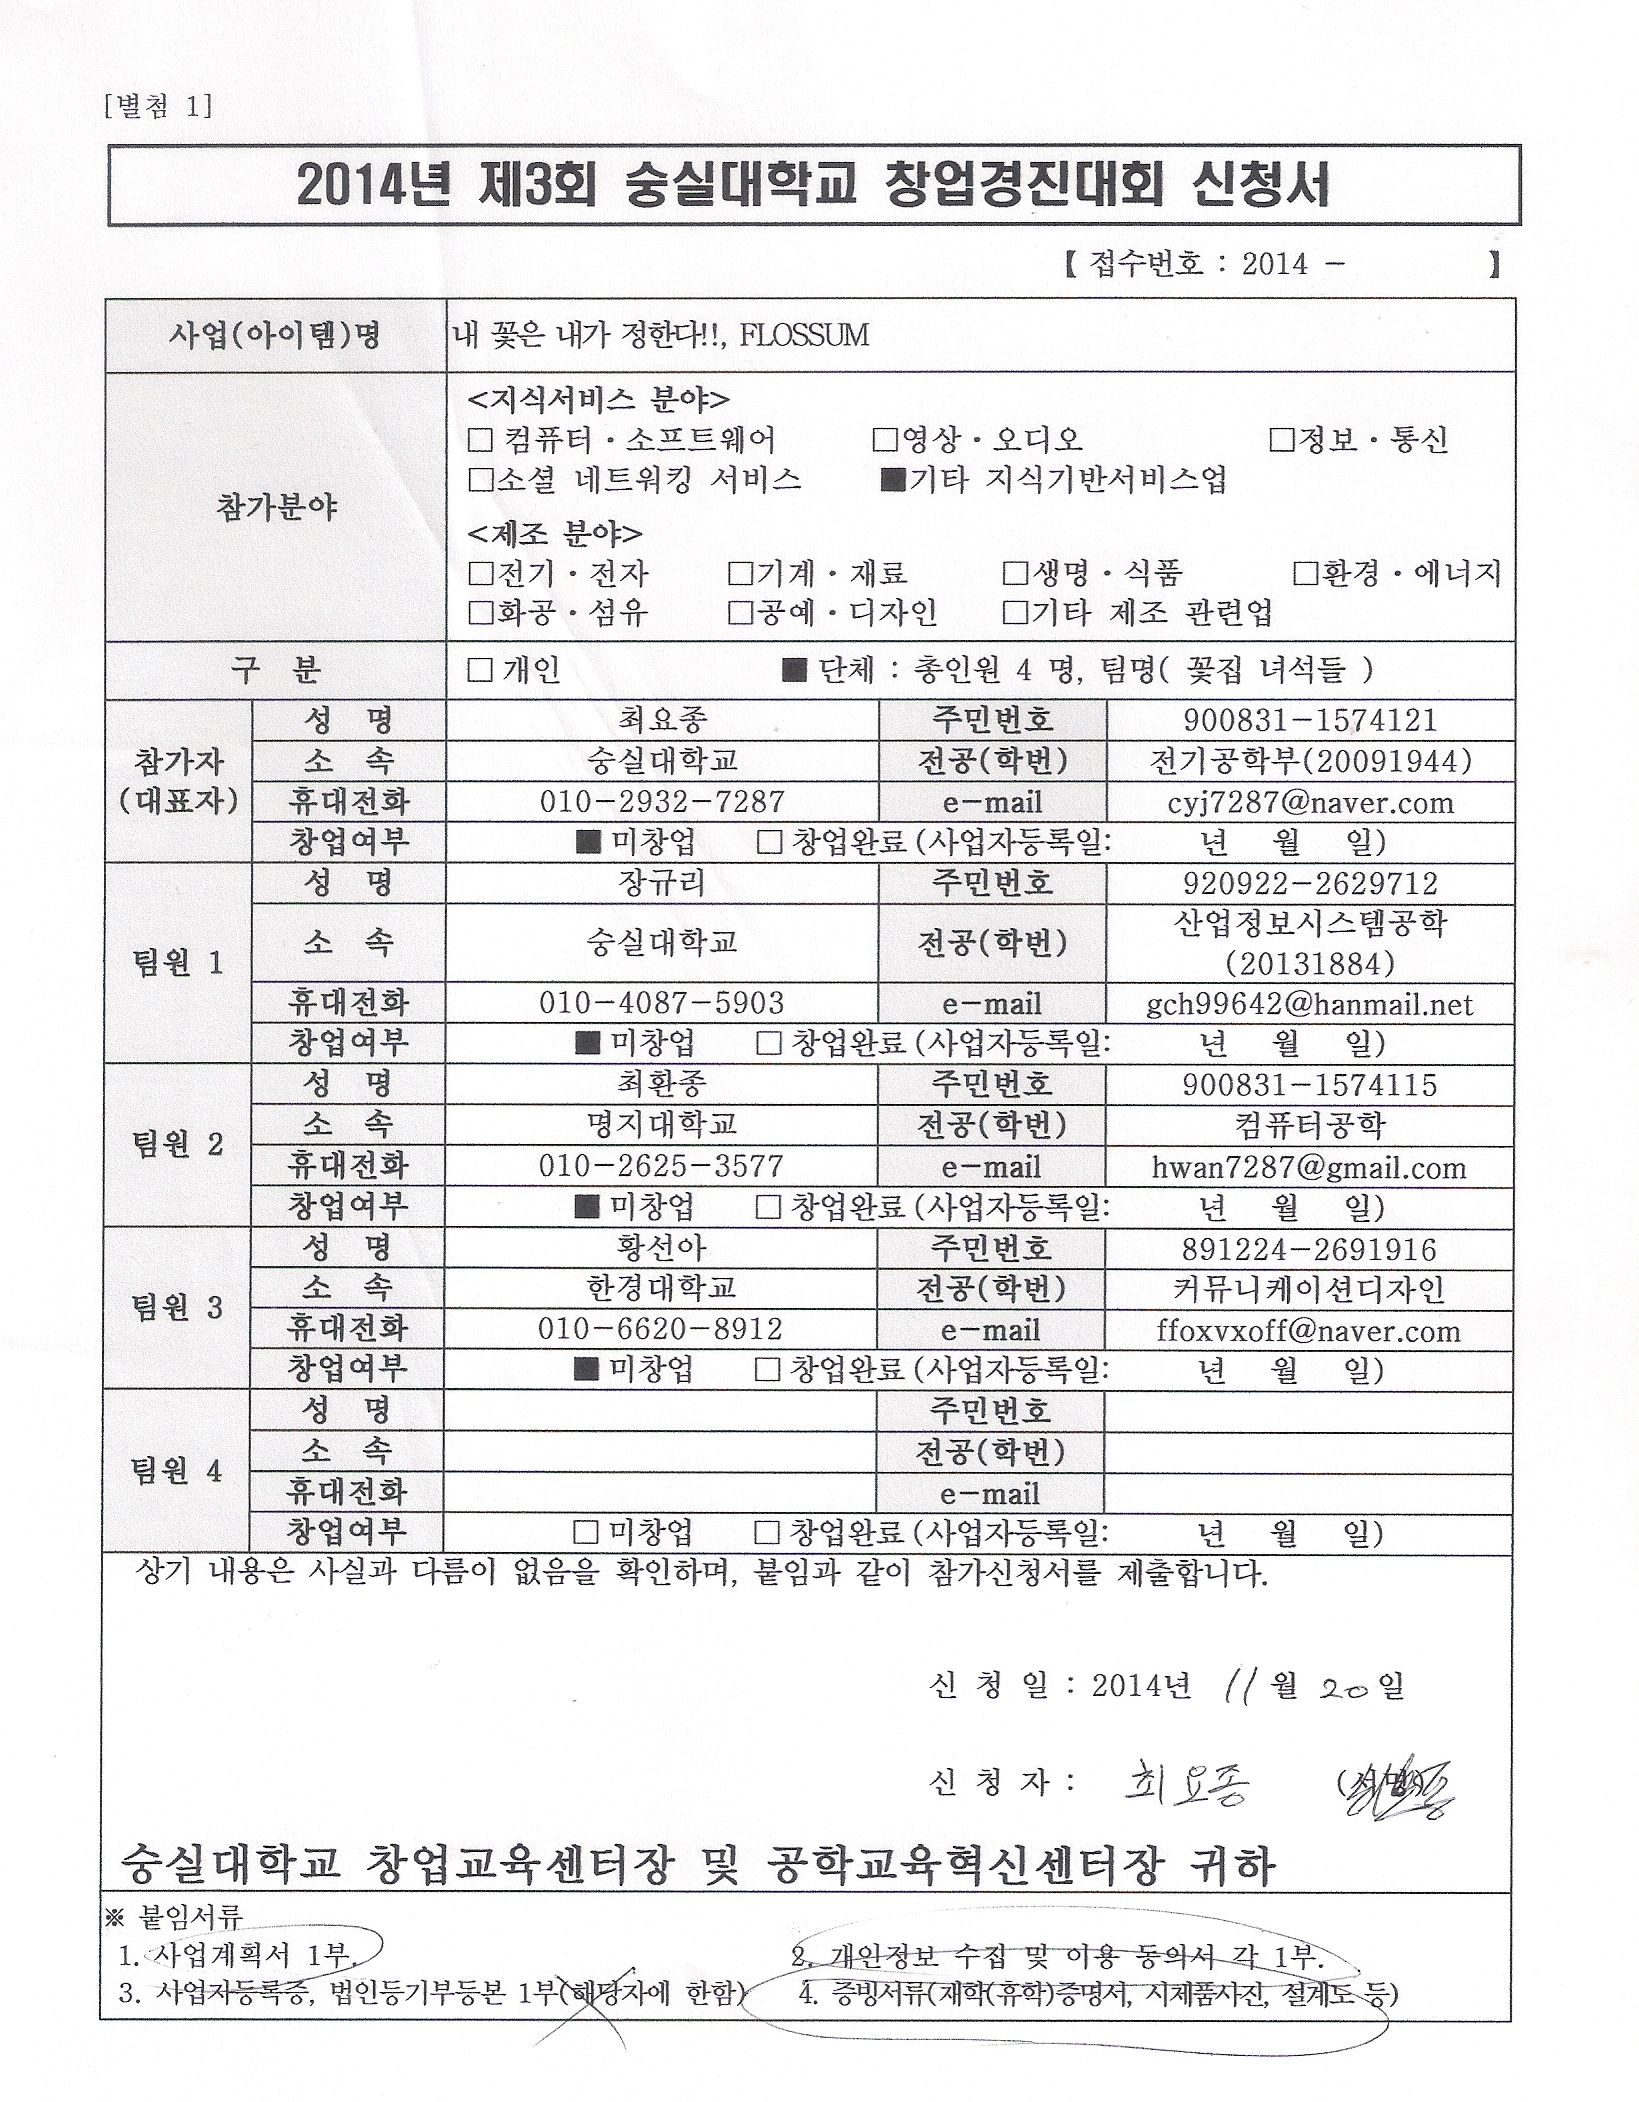 [별첨 1]
2014년 제3회 숭실대학교 창업경진대회 신청서
【 접수번호 : 2014 - 】
사업(아이템)명 내 꽃은 내가 정한다!!, FLOSSUM
참가분야
<지식서비스 분야>
□ 컴퓨터·소프트웨어 □영상·오디오 □정보·통신
□소셜 네트워킹 서비스 ■기타 지식기반서비스업
<제조 분야>
□전기·전자 □기계·재료 □생명·식품 □환경·에너지
□화공·섬유 □공예·디자인 □기타 제조 관련업
구 분 □ 개인 ■ 단체 : 총인원 4 명, 팀명( 꽃집 녀석들 )
참가자
(대표자)
성 명 최요종 주민번호 900831-1574121
소 속 숭실대학교 전공(학번) 전기공학부(20091944)
휴대전화 010-2932-7287 e-mail cyj7287@naver.com
창업여부 ■ 미창업 □ 창업완료(사업자등록일: 년 월 일)
팀원 1
성 명 장규리 주민번호 920922-2629712
소 속 숭실대학교 전공(학번) 산업정보시스템공학
(20131884)
휴대전화 010-4087-5903 e-mail gch99642@hanmail.net
창업여부 ■ 미창업 □ 창업완료(사업자등록일: 년 월 일)
팀원 2
성 명 최환종 주민번호 900831-1574115
소 속 명지대학교 전공(학번) 컴퓨터공학
휴대전화 010-2625-3577 e-mail hwan7287@gmail.com
창업여부 ■ 미창업 □ 창업완료(사업자등록일: 년 월 일)
팀원 3
성 명 황선아 주민번호 891224-2691916
소 속 한경대학교 전공(학번) 커뮤니케이션디자인
휴대전화 010-6620-8912 e-mail ffoxvxoff@naver.com
창업여부 ■ 미창업 □ 창업완료(사업자등록일: 년 월 일)
팀원 4
성 명 주민번호
소 속 전공(학번)
휴대전화 e-mail
창업여부 □ 미창업 □ 창업완료(사업자등록일: 년 월 일)
상기 내용은 사실과 다름이 없음을 확인하며, 붙임과 같이 참가신청서를 제출합니다.
신 청 일 : 2014년 11월 20일
신 청 자 : 최요종 (서명)
숭실대학교 창업교육센터장 및 공학교육혁신센터장 귀하
※ 붙임서류
1. 사업계획서 1부. 2. 개인정보 수집 및 이용 동의서 각 1부.
3. 사업자등록증, 법인등기부등본 1부(해당자에 한함) 4. 증빙서류(재학(휴학)증명서, 시제품사진, 설계도 등)